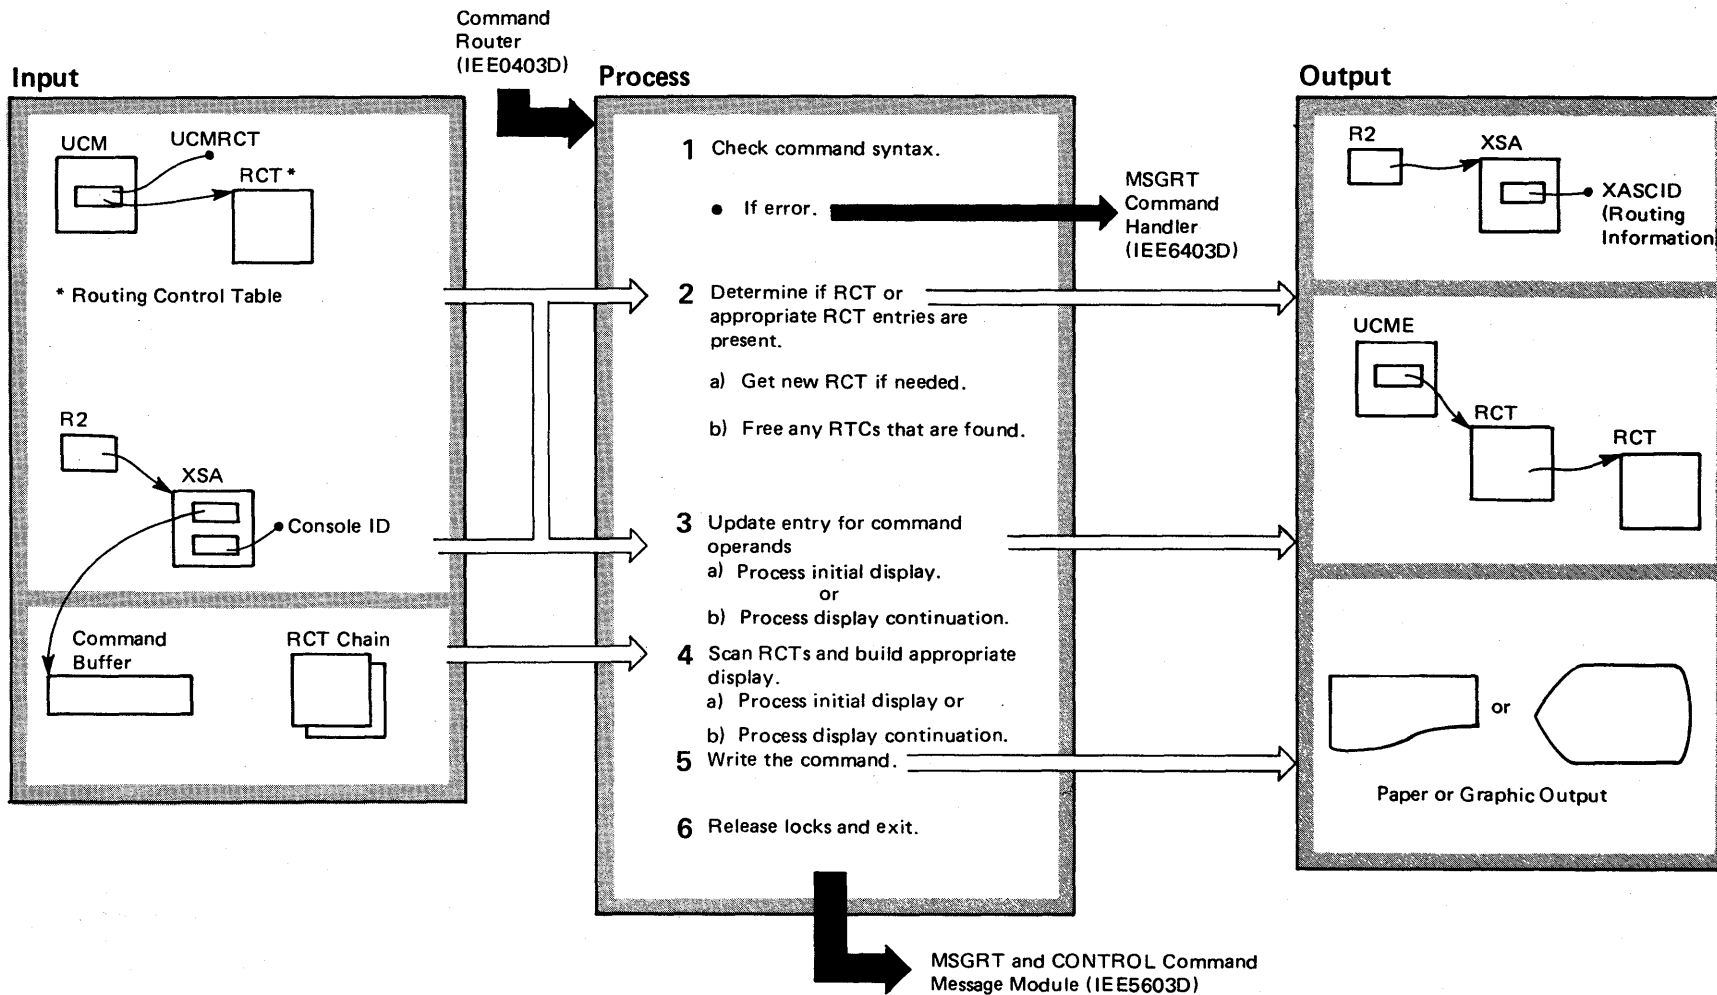 Command
Router
(IEE0403D)
Input
Process
Output
UCM
UCMRCT
RCT *
* Routing Control Table
R2
XSA
Console ID
Command
Buffer
RCT Chain
1 Check command syntax.
• If error.
MSGRT
Command
Handler
(IEE6403D)
2 Determine if RCT or
appropriate RCT entries are
present.
a) Get new RCT if needed.
b) Free any RTCs that are found.
3 Update entry for command
operands
a) Process initial display.
or
b) Process display continuation.
4 Scan RCTs and build appropriate
display.
a) Process initial display or
b) Process display continuation.
5 Write the command.
6 Release locks and exit.
MSGRT and CONTROL Command
Message Module (IEE5603D)
R2
XSA
XASCID
(Routing
Information)
UCME
RCT
RCT
or
Paper or Graphic Output